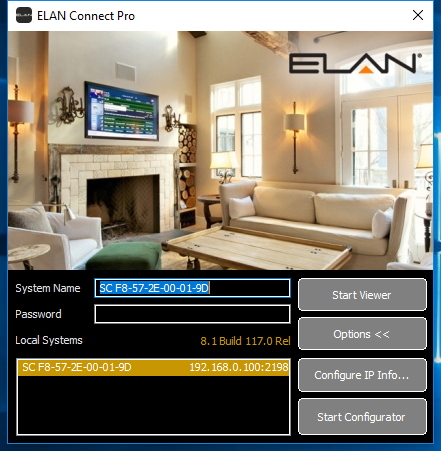 ELAN Connect Pro
ELAN
System Name SC F8-57-2E-00-01-9D
Start Viewer
Password
Options <<
Local Systems 8.1 Build 117.0 Rel
SC F8-57-2E-00-01-9D 192.168.0.100:2198
Configure IP Info...
Start Configurator